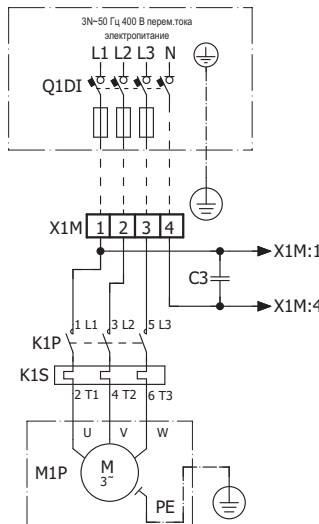 3N~50 Гц 400 В перем.тока
электропитание
L1 L2 L3 N
Q1DI
X1M 1 2 3 4
X1M:1
C3
X1M:4
1 L1 3 L2 5 L3
K1P
K1S
2 T1 4 T2 6 T3
U V W
M1P M
3~
PE